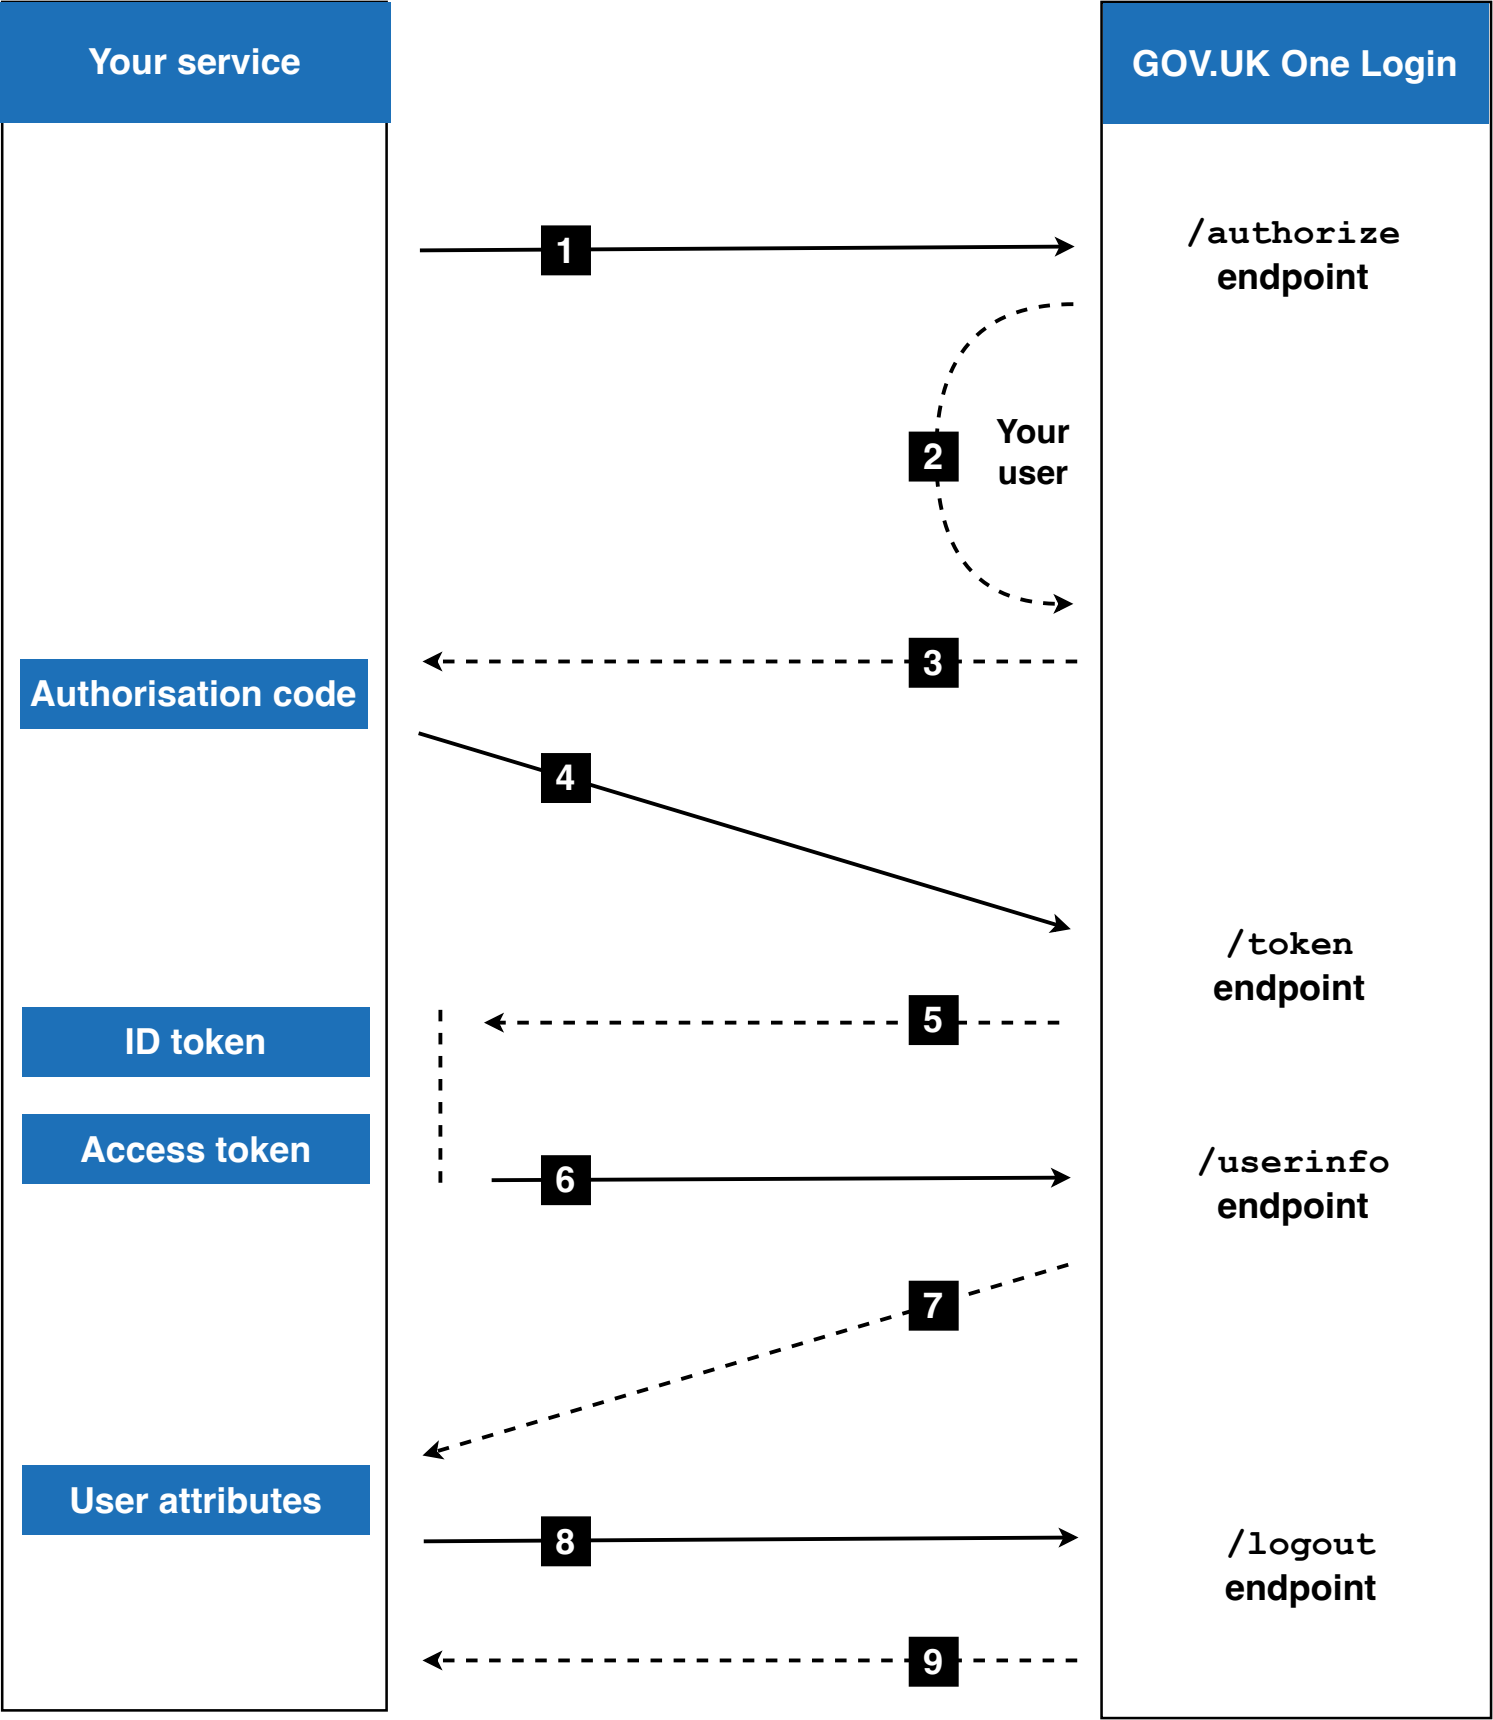 Your service
GOV.UK One Login
1
/authorize
endpoint
2
Your
user
3
Authorisation code
4
/token
endpoint
5
ID token
Access token
6
/userinfo
endpoint
7
User attributes
8
/logout
endpoint
9